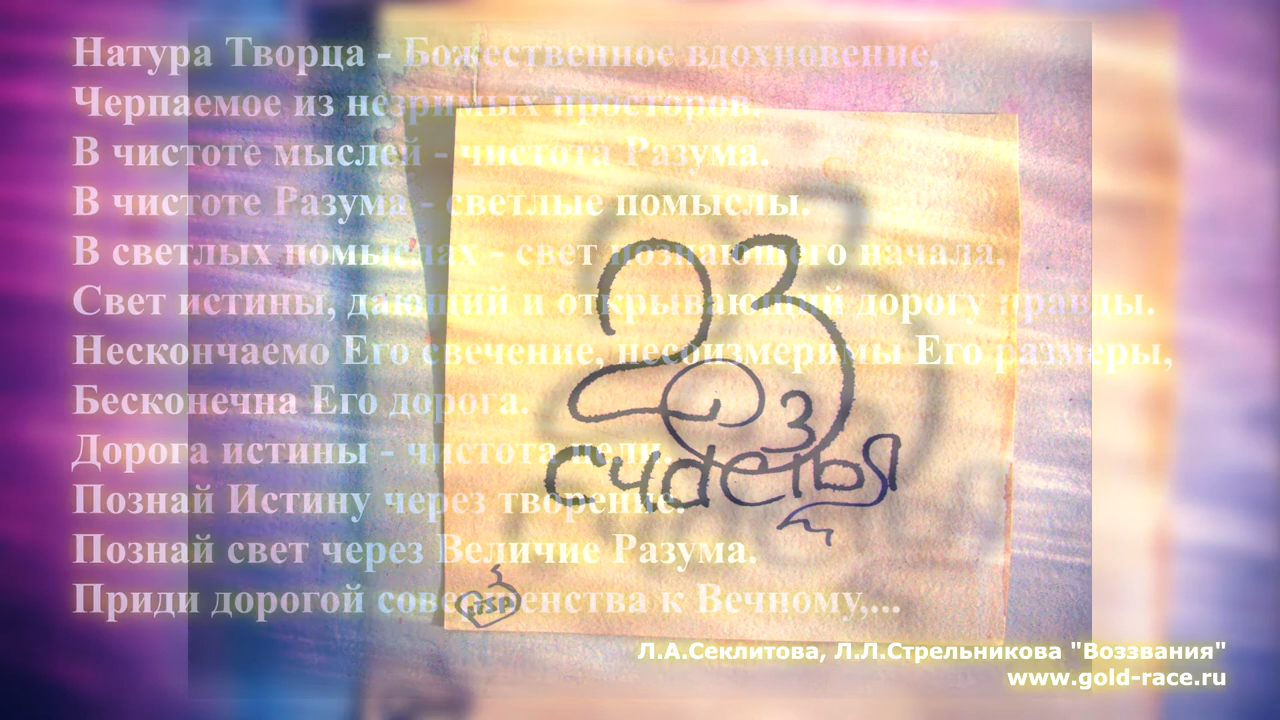 Натура Творца - Божественное вдохновение,
Черпаемое из незримых просторов.
В чистоте мыслей - чистота Разума.
В чистоте Разума - светлые помыслы.
В светлых помыслах - свет познающего начала,
Свет истины, дающий и открывающий дорогу правды.
Нескончаемо Его свечение, несоизмеримы Его размеры,
Бесконечна Его дорога.
Дорога истины - чистота цели.
Познай Истину через творение.
Познай свет через Величие Разума.
Приди дорогой совершенства к Вечному,...
23
з
счастья
Л.А.Секлитова, Л.Л.Стрельникова "Воззвания"
www.gold-race.ru